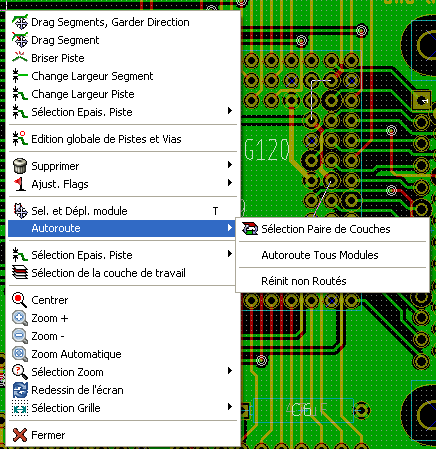 Drag Segments, Garder Direction
Drag Segment
Briser Piste
Change Largeur Segment
Change Largeur Piste
Sélection Epais. Piste
Edition globale de Pistes et Vias
Supprimer
Ajust. Flags
Sel. et Dépl. module T
Autoroute
Sélection Paire de Couches
Autoroute Tous Modules
Réinit non Routés
Sélection Epais. Piste
Sélection de la couche de travail
Centrer
Zoom +
Zoom -
Zoom Automatique
Sélection Zoom
Redessin de l'écran
Sélection Grille
Fermer
G120
C6